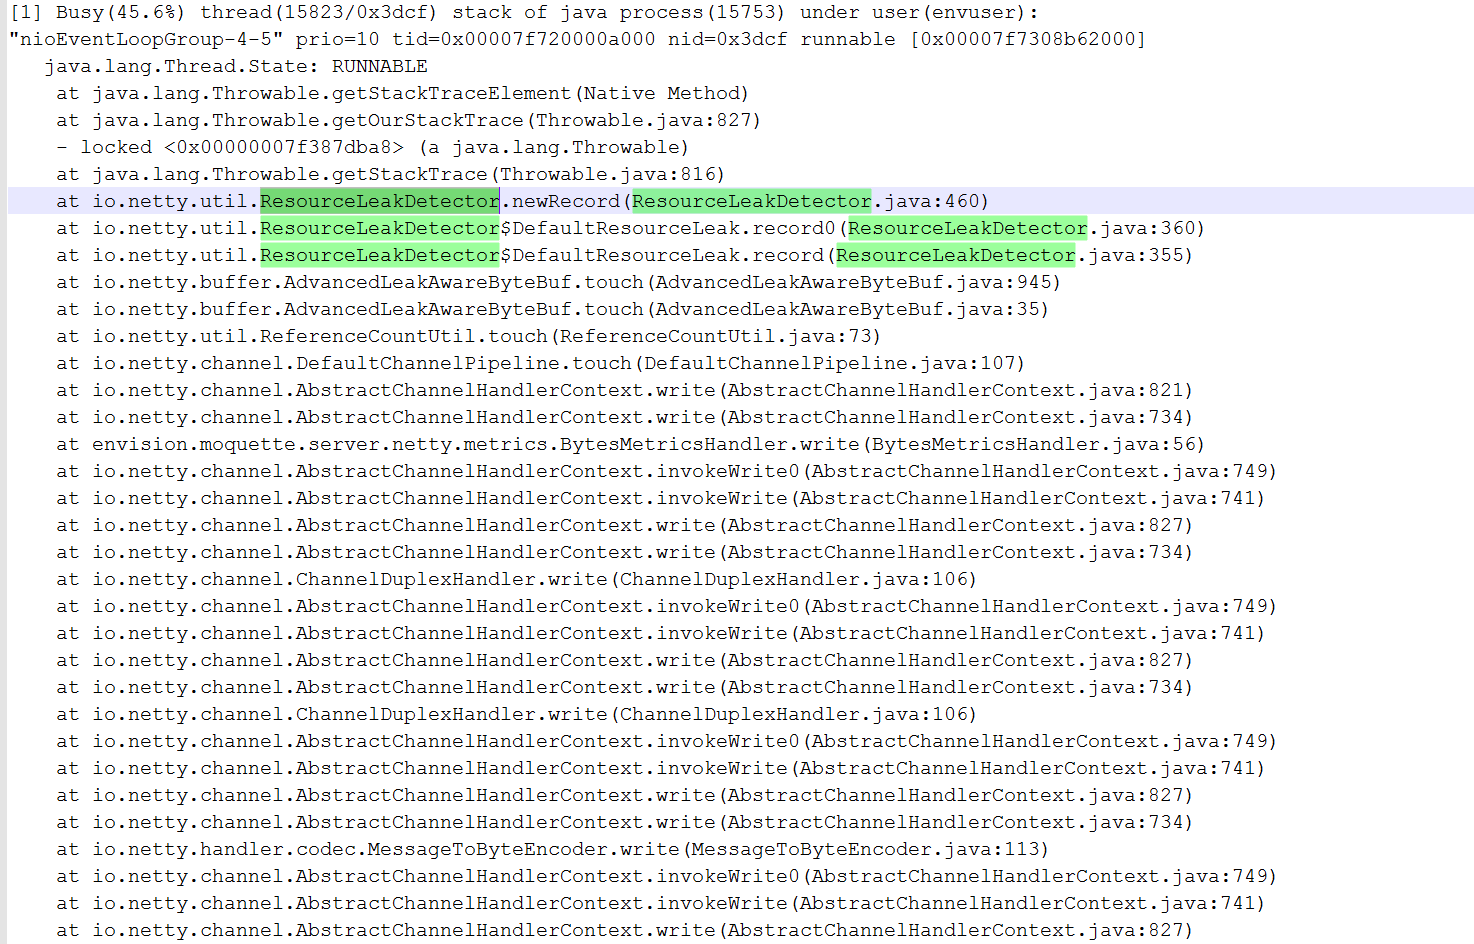 [1] Busy(45.6%) thread(15823/0x3dcf) stack of java process(15753) under user(envuser):
"nioEventLoopGroup-4-5" prio=10 tid=0x00007f720000a000 nid=0x3dcf runnable [0x00007f7308b62000]
java.lang.Thread.State: RUNNABLE
at java.lang.Throwable.getStackTraceElement(Native Method)
at java.lang.Throwable.getOurStackTrace(Throwable.java:827)
- locked <0x00000007f387dba8> (a java.lang.Throwable)
at java.lang.Throwable.getStackTrace(Throwable.java:816)
at io.netty.util.ResourceLeakDetector.newRecord(ResourceLeakDetector.java:460)
at io.netty.util.ResourceLeakDetector$DefaultResourceLeak.record0(ResourceLeakDetector.java:360)
at io.netty.util.ResourceLeakDetector$DefaultResourceLeak.record(ResourceLeakDetector.java:355)
at io.netty.buffer.AdvancedLeakAwareByteBuf.touch(AdvancedLeakAwareByteBuf.java:945)
at io.netty.buffer.AdvancedLeakAwareByteBuf.touch(AdvancedLeakAwareByteBuf.java:35)
at io.netty.util.ReferenceCountUtil.touch(ReferenceCountUtil.java:73)
at io.netty.channel.DefaultChannelPipeline.touch(DefaultChannelPipeline.java:107)
at io.netty.channel.AbstractChannelHandlerContext.write(AbstractChannelHandlerContext.java:821)
at io.netty.channel.AbstractChannelHandlerContext.write(AbstractChannelHandlerContext.java:734)
at envision.moquette.server.netty.metrics.BytesMetricsHandler.write(BytesMetricsHandler.java:56)
at io.netty.channel.AbstractChannelHandlerContext.invokeWrite0(AbstractChannelHandlerContext.java:749)
at io.netty.channel.AbstractChannelHandlerContext.invokeWrite(AbstractChannelHandlerContext.java:741)
at io.netty.channel.AbstractChannelHandlerContext.write(AbstractChannelHandlerContext.java:827)
at io.netty.channel.AbstractChannelHandlerContext.write(AbstractChannelHandlerContext.java:734)
at io.netty.channel.ChannelDuplexHandler.write(ChannelDuplexHandler.java:106)
at io.netty.channel.AbstractChannelHandlerContext.invokeWrite0(AbstractChannelHandlerContext.java:749)
at io.netty.channel.AbstractChannelHandlerContext.invokeWrite(AbstractChannelHandlerContext.java:741)
at io.netty.channel.AbstractChannelHandlerContext.write(AbstractChannelHandlerContext.java:827)
at io.netty.channel.AbstractChannelHandlerContext.write(AbstractChannelHandlerContext.java:734)
at io.netty.channel.ChannelDuplexHandler.write(ChannelDuplexHandler.java:106)
at io.netty.channel.AbstractChannelHandlerContext.invokeWrite0(AbstractChannelHandlerContext.java:749)
at io.netty.channel.AbstractChannelHandlerContext.invokeWrite(AbstractChannelHandlerContext.java:741)
at io.netty.channel.AbstractChannelHandlerContext.write(AbstractChannelHandlerContext.java:827)
at io.netty.channel.AbstractChannelHandlerContext.write(AbstractChannelHandlerContext.java:734)
at io.netty.handler.codec.MessageToByteEncoder.write(MessageToByteEncoder.java:113)
at io.netty.channel.AbstractChannelHandlerContext.invokeWrite0(AbstractChannelHandlerContext.java:749)
at io.netty.channel.AbstractChannelHandlerContext.invokeWrite(AbstractChannelHandlerContext.java:741)
at io.netty.channel.AbstractChannelHandlerContext.write(AbstractChannelHandlerContext.java:827)